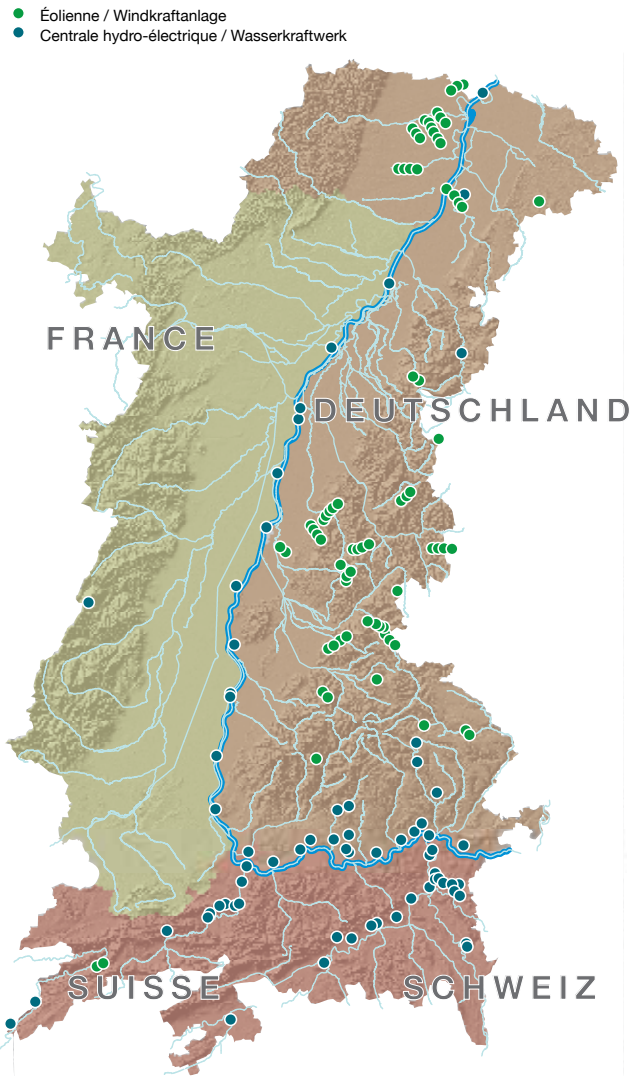 Éolienne / Windkraftanlage
Centrale hydro-électrique / Wasserkraftwerk
FRANCE
DEUTSCHLAND
SUISSE
SCHWEIZ